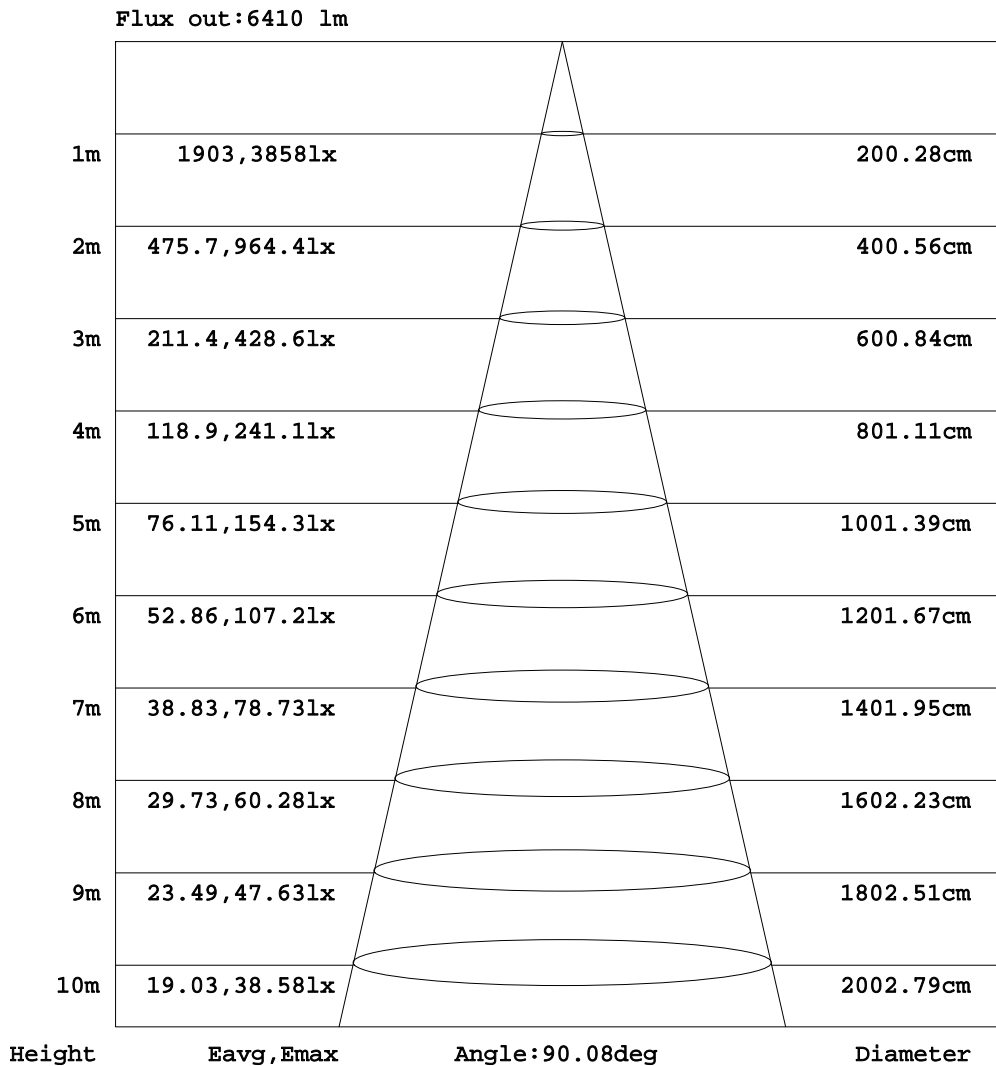 Flux out:6410 lm
1m 1903,3858lx 200.28cm
2m 475.7,964.4lx 400.56cm
3m 211.4,428.6lx 600.84cm
4m 118.9,241.1lx 801.11cm
5m 76.11,154.3lx 1001.39cm
6m 52.86,107.2lx 1201.67cm
7m 38.83,78.73lx 1401.95cm
8m 29.73,60.28lx 1602.23cm
9m 23.49,47.63lx 1802.51cm
10m 19.03,38.58lx 2002.79cm
Height Eavg,Emax Angle:90.08deg Diameter